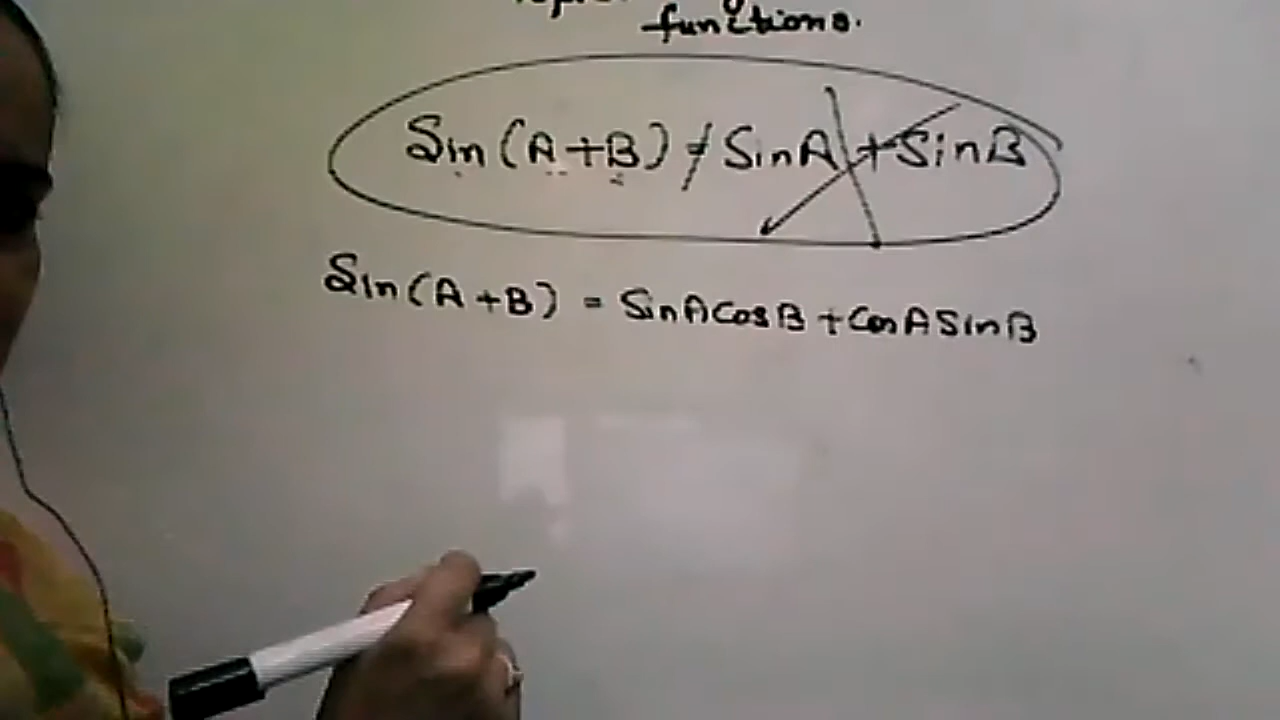 functions.
Sin(A+B) ≠ SinA + SinB
Sin(A+B) = SinACosB + CosASinB